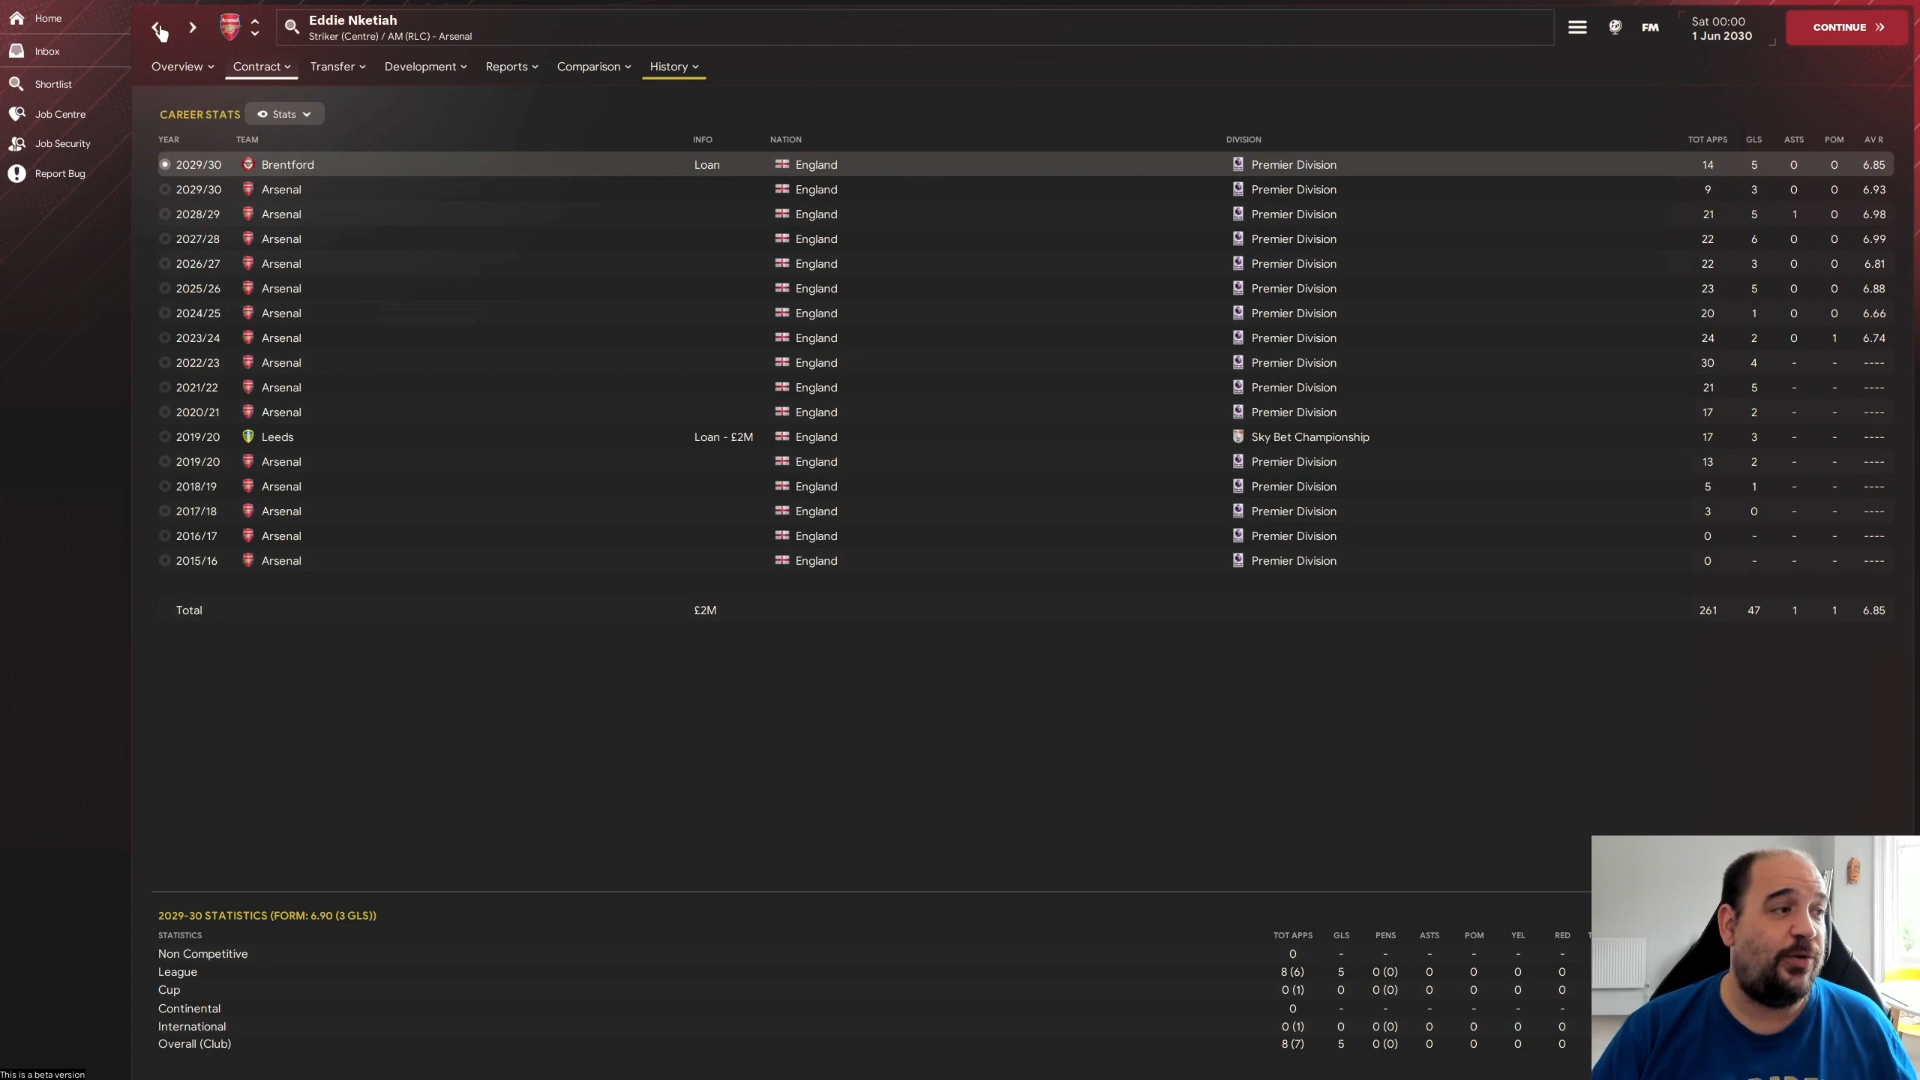 Home
Inbox
Shortlist
Job Centre
Job Security
Report Bug
Eddie Nketiah
Striker (Centre) / AM (RLC) - Arsenal
FM
Sat 00:00
1 Jun 2030
CONTINUE
Overview Contract Transfer Development Reports Comparison History
CAREER STATS Stats
YEAR TEAM INFO NATION DIVISION TOT APPS GLS ASTS POM AV R
2029/30 Brentford Loan England Premier Division 14 5 0 0 6.85
2029/30 Arsenal England Premier Division 9 3 0 0 6.93
2028/29 Arsenal England Premier Division 21 5 1 0 6.98
2027/28 Arsenal England Premier Division 22 6 0 0 6.99
2026/27 Arsenal England Premier Division 22 3 0 0 6.81
2025/26 Arsenal England Premier Division 23 5 0 0 6.88
2024/25 Arsenal England Premier Division 20 1 0 0 6.66
2023/24 Arsenal England Premier Division 24 2 0 1 6.74
2022/23 Arsenal England Premier Division 30 4 - - ----
2021/22 Arsenal England Premier Division 21 5 - - ----
2020/21 Arsenal England Premier Division 17 2 - - ----
2019/20 Leeds Loan - £2M England Sky Bet Championship 17 3 - - ----
2019/20 Arsenal England Premier Division 13 2 - - ----
2018/19 Arsenal England Premier Division 5 1 - - ----
2017/18 Arsenal England Premier Division 3 0 - - ----
2016/17 Arsenal England Premier Division 0 - - - ----
2015/16 Arsenal England Premier Division 0 - - - ----
Total £2M 261 47 1 1 6.85
2029-30 STATISTICS (FORM: 6.90 (3 GLS))
STATISTICS TOT APPS GLS PENS ASTS POM YEL RED
Non Competitive 0 - - - - - -
League 8 (6) 5 0 (0) 0 0 0 0
Cup 0 (1) 0 0 (0) 0 0 0 0
Continental 0 - - - - - -
International 0 (1) 0 0 (0) 0 0 0 0
Overall (Club) 8 (7) 5 0 (0) 0 0 0 0
This is a beta version